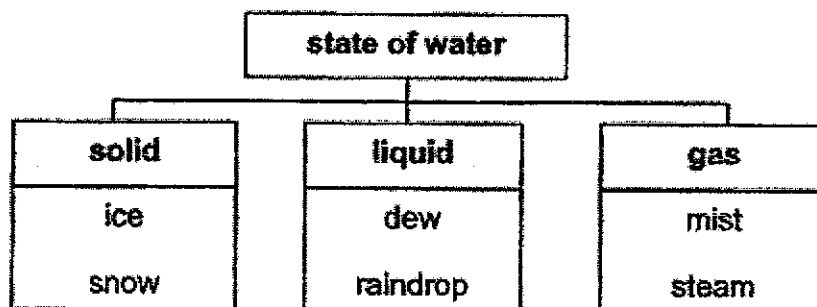 state of water
solid liquid gas
ice dew mist
snow raindrop steam